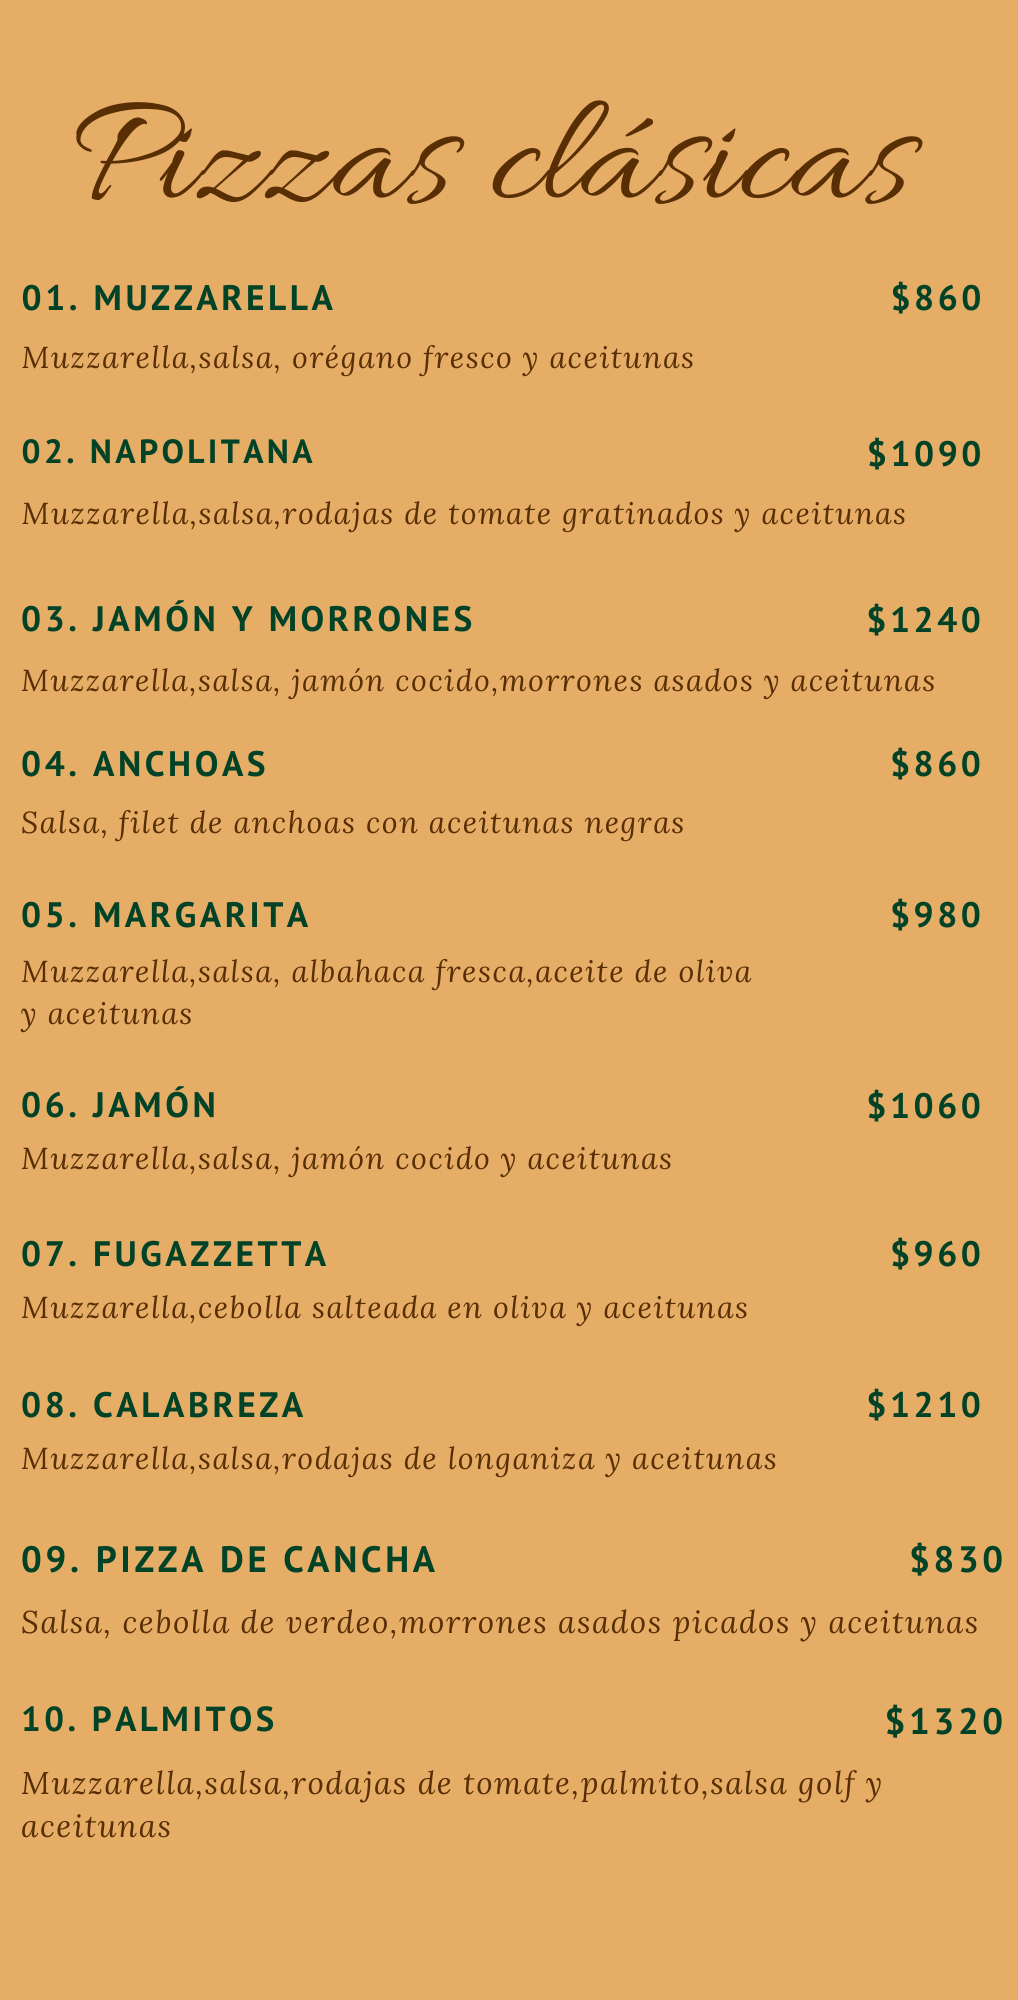 Pizzas clásicas
01. MUZZARELLA $860
Muzzarella,salsa, orégano fresco y aceitunas
02. NAPOLITANA $1090
Muzzarella,salsa,rodajas de tomate gratinados y aceitunas
03. JAMÓN Y MORRONES $1240
Muzzarella,salsa, jamón cocido,morrones asados y aceitunas
04. ANCHOAS $860
Salsa, filet de anchoas con aceitunas negras
05. MARGARITA $980
Muzzarella,salsa, albahaca fresca,aceite de oliva
y aceitunas
06. JAMÓN $1060
Muzzarella,salsa, jamón cocido y aceitunas
07. FUGAZZETTA $960
Muzzarella,cebolla salteada en oliva y aceitunas
08. CALABREZA $1210
Muzzarella,salsa,rodajas de longaniza y aceitunas
09. PIZZA DE CANCHA $830
Salsa, cebolla de verdeo,morrones asados picados y aceitunas
10. PALMITOS $1320
Muzzarella,salsa,rodajas de tomate,palmito,salsa golf y
aceitunas